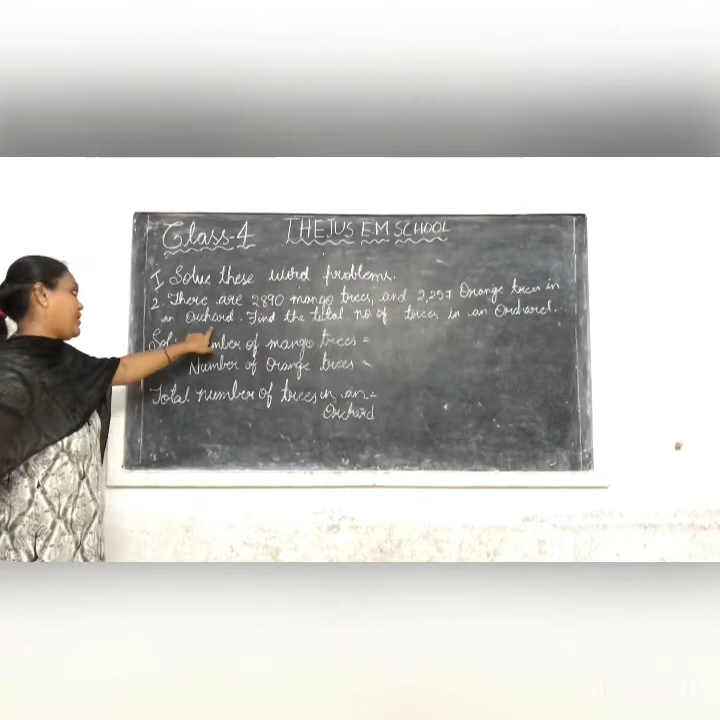 Class-4 THEJUS EM SCHOOL
I Solve these word problems.
2. There are 2890 mango trees, and 2,257 Orange trees in
an Orchard. Find the total no of trees in an Orchard.
Sol: umber of mango trees =
Number of Orange trees =
Total number of trees in an =
Orchard